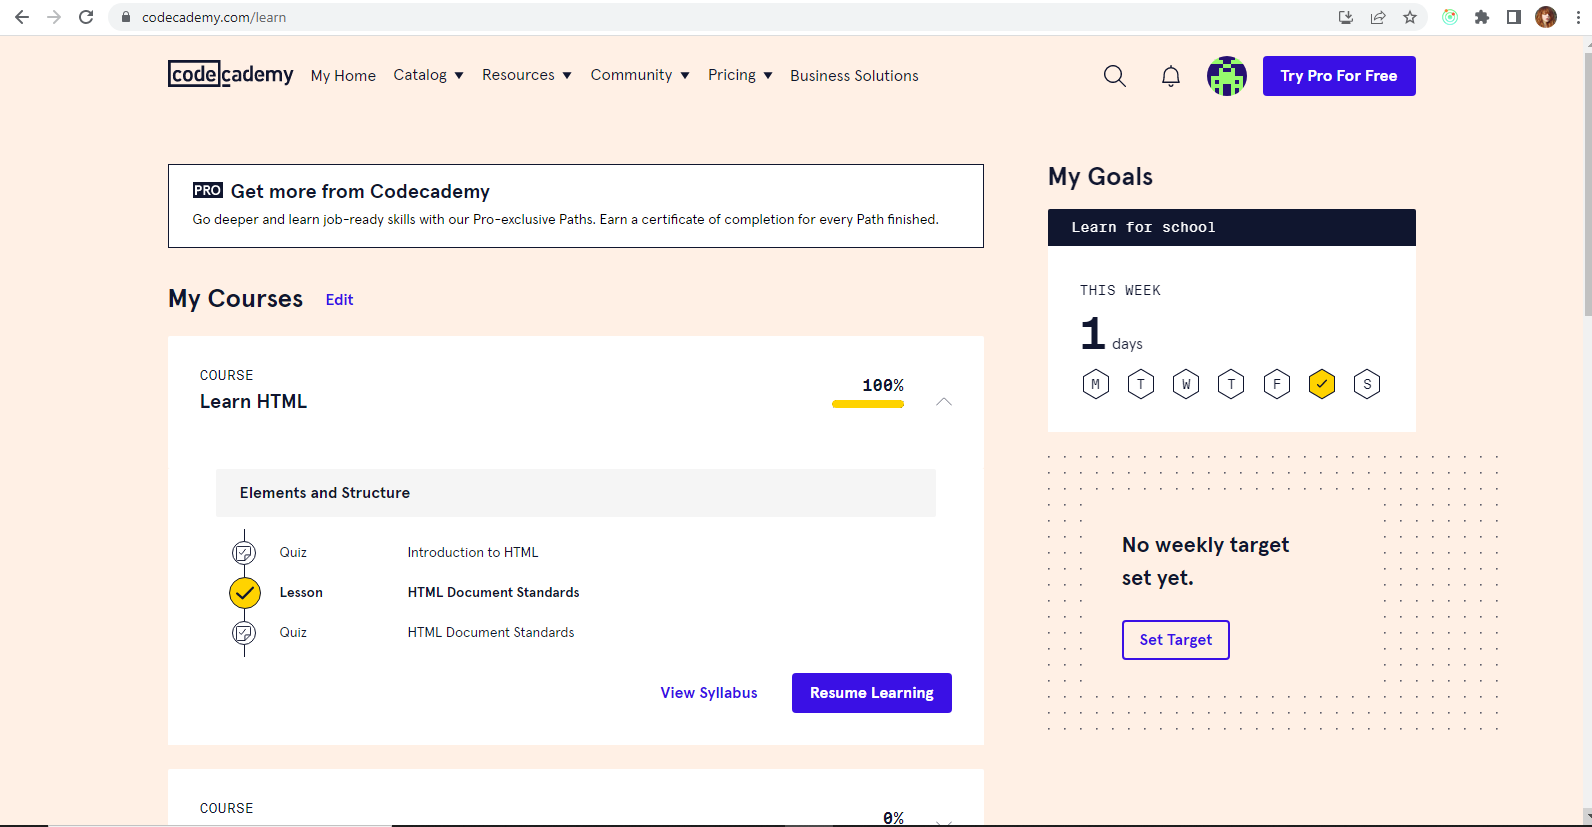 codecademy.com/learn
codecademy My Home Catalog Resources Community Pricing Business Solutions Try Pro For Free
PRO Get more from Codecademy
Go deeper and learn job-ready skills with our Pro-exclusive Paths. Earn a certificate of completion for every Path finished.
My Courses Edit
COURSE
Learn HTML
100%
Elements and Structure
Quiz Introduction to HTML
Lesson HTML Document Standards
Quiz HTML Document Standards
View Syllabus Resume Learning
COURSE
0%
My Goals
Learn for school
THIS WEEK
1 days
M T W T F S
No weekly target
set yet.
Set Target